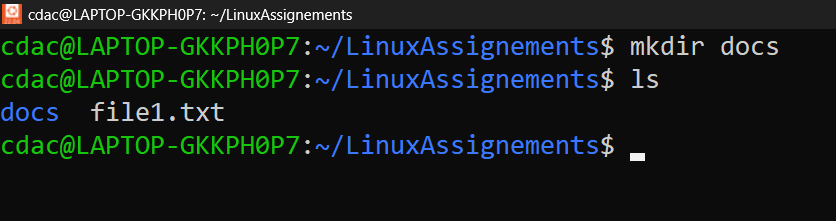 cdac@LAPTOP-GKKPH0P7: ~/LinuxAssignements
cdac@LAPTOP-GKKPH0P7:~/LinuxAssignements$ mkdir docs
cdac@LAPTOP-GKKPH0P7:~/LinuxAssignements$ ls
docs  file1.txt
cdac@LAPTOP-GKKPH0P7:~/LinuxAssignements$